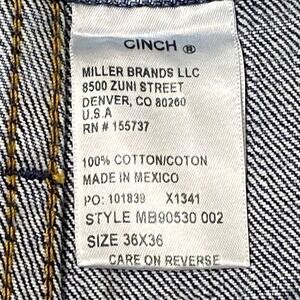 CINCH ®
MILLER BRANDS LLC
8500 ZUNI STREET
DENVER, CO 80260
U.S.A
RN # 155737
100% COTTON/COTON
MADE IN MEXICO
PO: 101839 X1341
STYLE MB90530 002
SIZE 36X36
CARE ON REVERSE